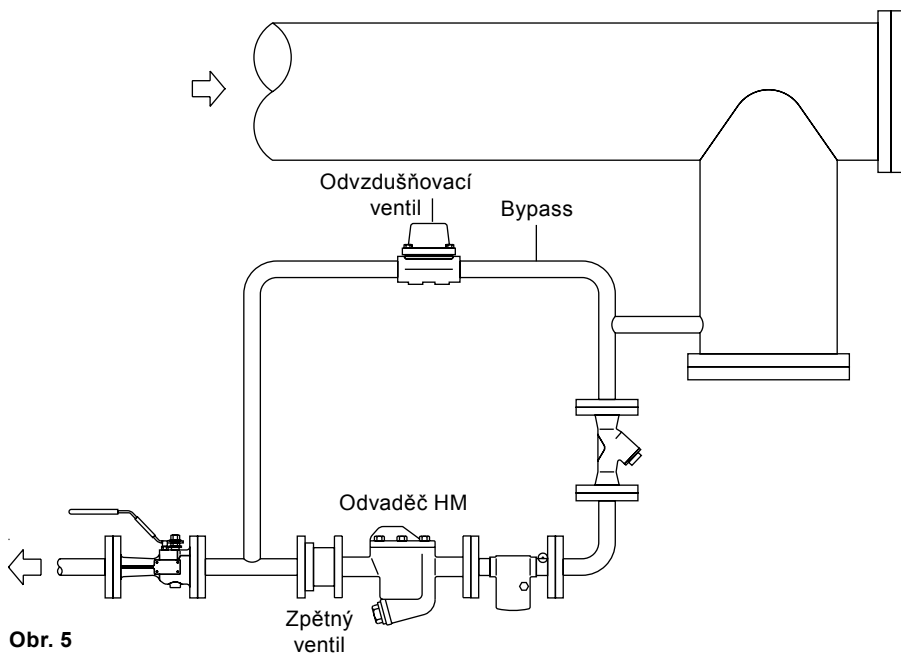 Odvzdušňovací
ventil
Bypass
Odvaděč HM
Zpětný
ventil
Obr. 5